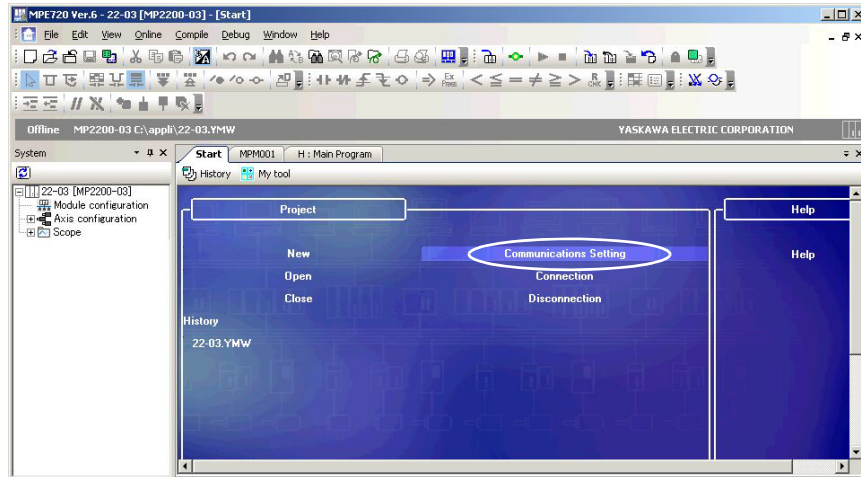 MPE720 Ver.6 - 22-03 [MP2200-03] - [Start]
File Edit View Online Compile Debug Window Help
Offline MP2200-03 C:\appli\22-03.YMW YASKAWA ELECTRIC CORPORATION
System
Start MPM001 H : Main Program
History My tool
22-03 [MP2200-03]
Module configuration
Axis configuration
Scope
Project
Help
New
Communications Setting
Help
Open
Connection
Close
Disconnection
History
22-03.YMW